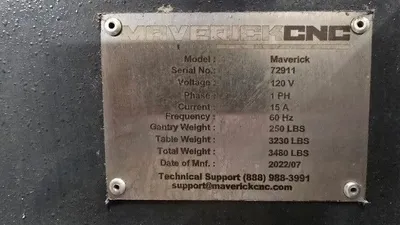 MAVERICKCNC
Model : Maverick
Serial No.: 72911
Voltage : 120 V
Phase : 1 PH
Current : 15 A
Frequency : 60 Hz
Gantry Weight : 250 LBS
Table Weight : 3230 LBS
Total Weight : 3480 LBS
Date of Mnf. : 2022/07
Technical Support (888) 988-3991
support@maverickcnc.com